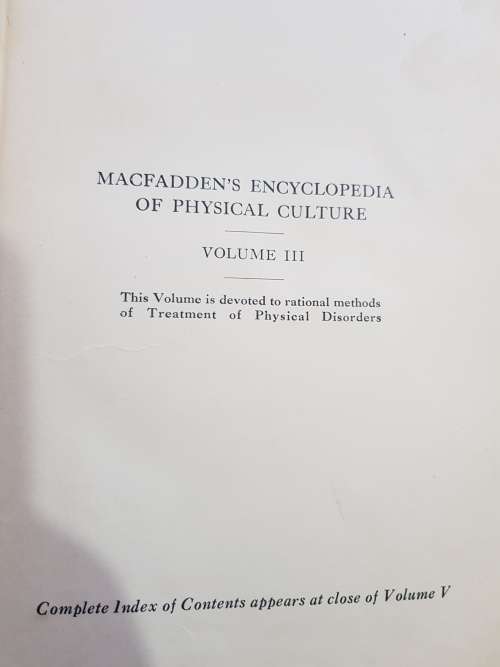 MACFADDEN'S ENCYCLOPEDIA
OF PHYSICAL CULTURE
VOLUME III
This Volume is devoted to rational methods
of Treatment of Physical Disorders
Complete Index of Contents appears at close of Volume V